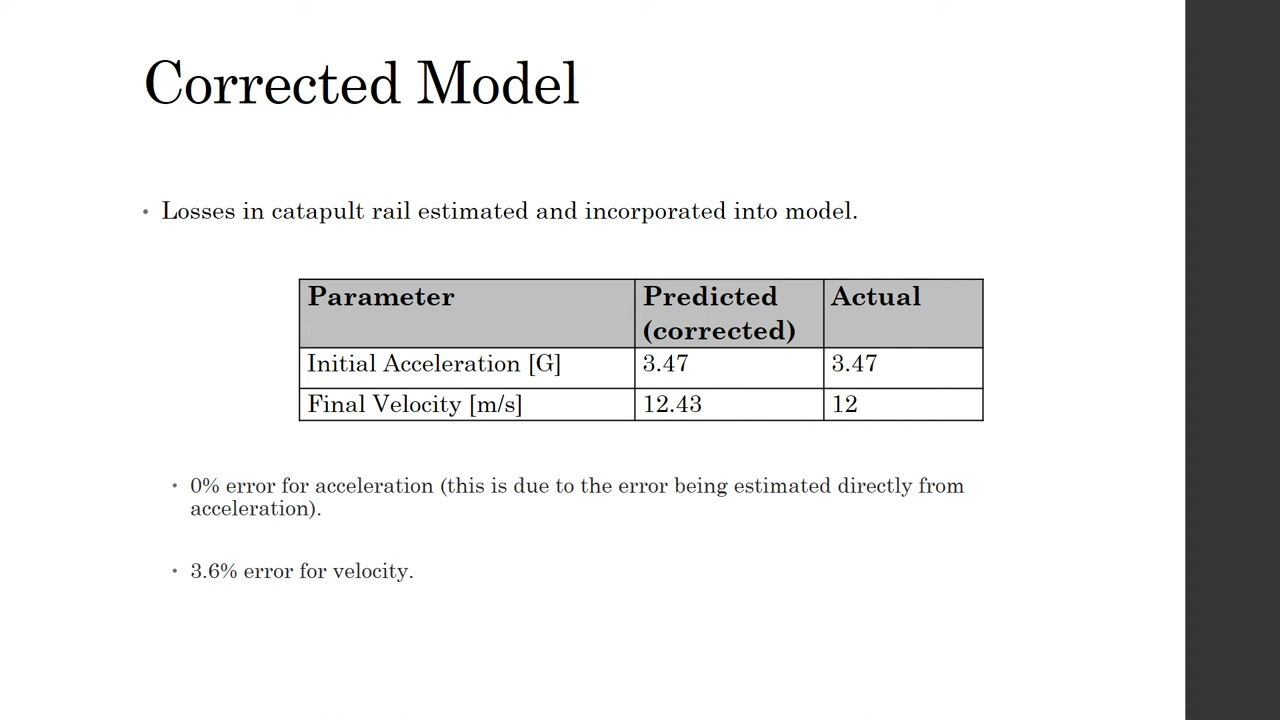 Corrected Model
• Losses in catapult rail estimated and incorporated into model.
Parameter Predicted (corrected) Actual
Initial Acceleration [G] 3.47 3.47
Final Velocity [m/s] 12.43 12
• 0% error for acceleration (this is due to the error being estimated directly from
acceleration).
• 3.6% error for velocity.